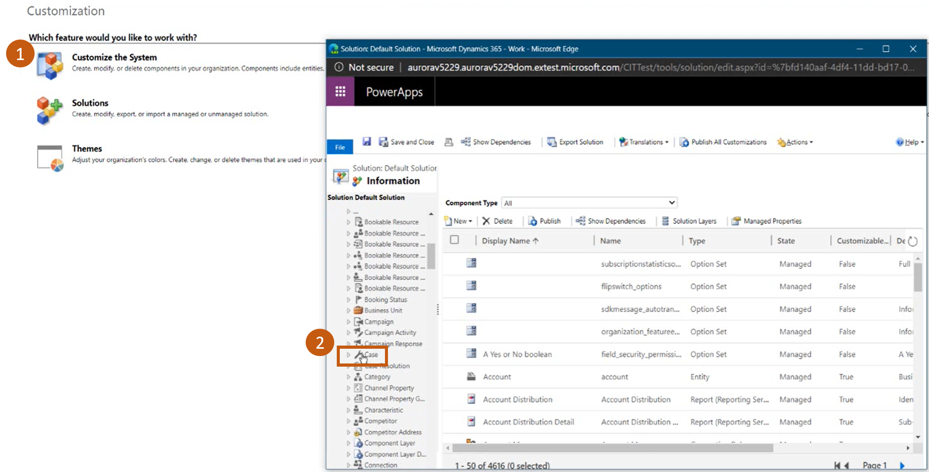 Customization
Which feature would you like to work with?
1
Customize the System
Create, modify, or delete components in your organization. Components include entities,
Solutions
Create, modify, export, or import a managed or unmanaged solution.
Themes
Adjust your organization's colors. Create, change, or delete themes that are used in your
Solution: Default Solution - Microsoft Dynamics 365 - Work - Microsoft Edge
Not secure | aurorav5229.aurorav5229dom.extest.microsoft.com/CITTest/tools/solution/edit.aspx?id=%7bfd140aaf-4df4-11dd-bd17-0...
PowerApps
File
Save and Close
Show Dependencies
Export Solution
Translations
Publish All Customizations
Actions
Help
Solution: Default Solution
Information
Solution Default Solution
...
Bookable Resource
Bookable Resource ...
Bookable Resource ...
Bookable Resource ...
Bookable Resource ...
Bookable Resource ...
Bookable Resource ...
Booking Status
Business Unit
Campaign
Campaign Activity
Campaign Response
2
Case
Case Resolution
Category
Channel Property
Channel Property G...
Characteristic
Competitor
Competitor Address
Component Layer
Component Layer D...
Connection
Component Type All
New
Delete
Publish
Show Dependencies
Solution Layers
Managed Properties
Display Name ↑ Name Type State Customizable... De
subscriptionstatisticso... Option Set Managed False Full
flipswitch_options Option Set Managed False
sdkmessage_autotran... Option Set Managed False Info
organization_featuree... Option Set Managed False Info
A Yes or No boolean field_security_permissi... Option Set Managed False A Ye
Account account Entity Managed True Busi
Account Distribution Account Distribution Report (Reporting Ser... Managed True Iden
Account Distribution Detail Account Distribution ... Report (Reporting Ser... Managed True Sub-
1 - 50 of 4616 (0 selected)
Page 1